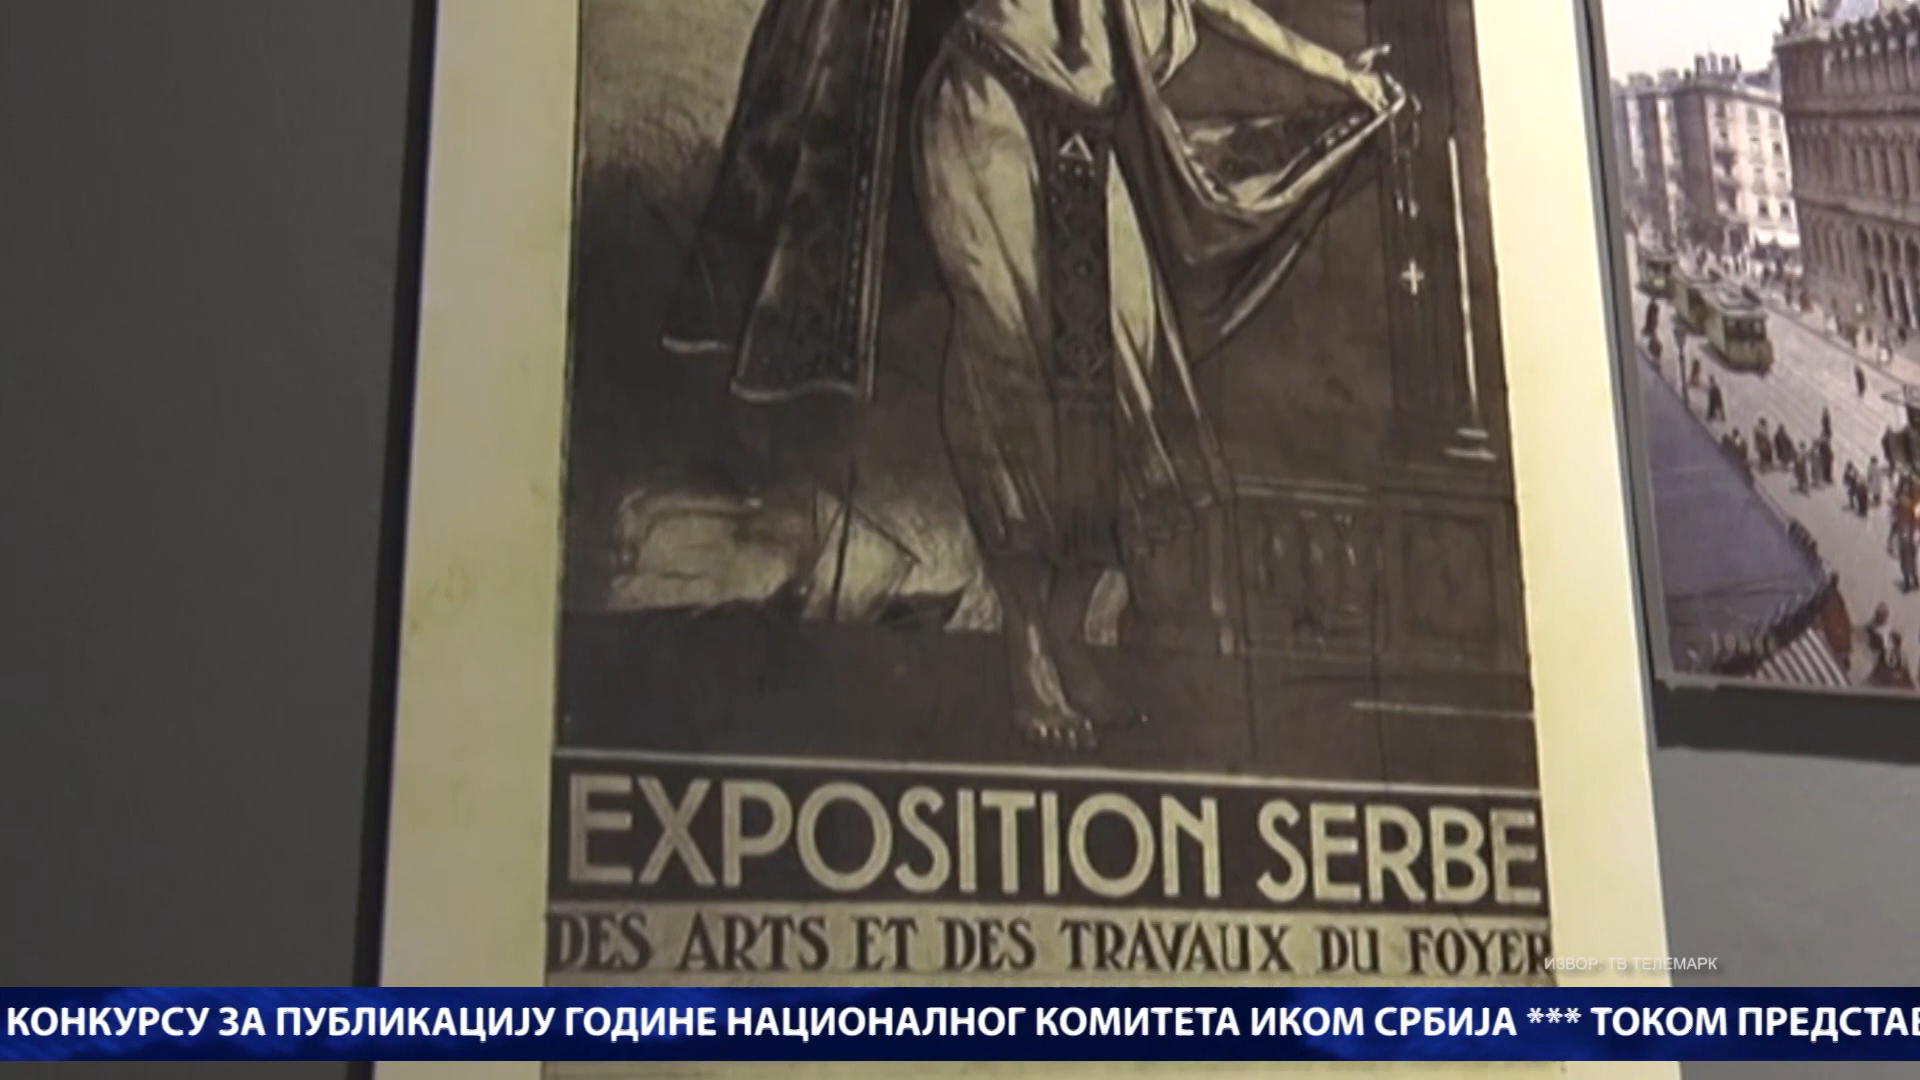 EXPOSITION SERBE
DES ARTS ET DES TRAVAUX DU FOYER
ИЗВОР: ТВ ТЕЛЕМАРК
КОНКУРСУ ЗА ПУБЛИКАЦИЈУ ГОДИНЕ НАЦИОНАЛНОГ КОМИТЕТА ИКОМ СРБИЈА *** ТОКОМ ПРЕДСТАВ